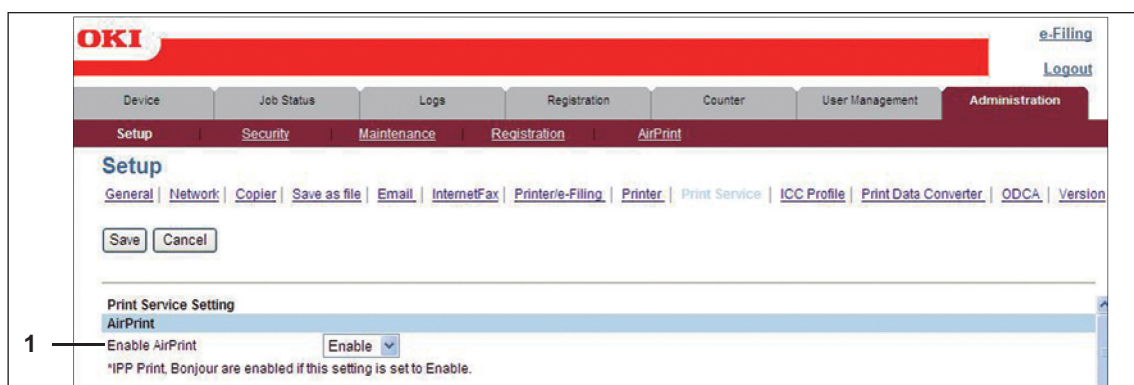 OKI
e-Filing
Logout
Device Job Status Logs Registration Counter User Management Administration
Setup Security Maintenance Registration AirPrint
Setup
General | Network | Copier | Save as file | Email | InternetFax | Printer/e-Filing | Printer | Print Service | ICC Profile | Print Data Converter | ODCA | Version
Save Cancel
Print Service Setting
AirPrint
1 Enable AirPrint Enable
*IPP Print, Bonjour are enabled if this setting is set to Enable.